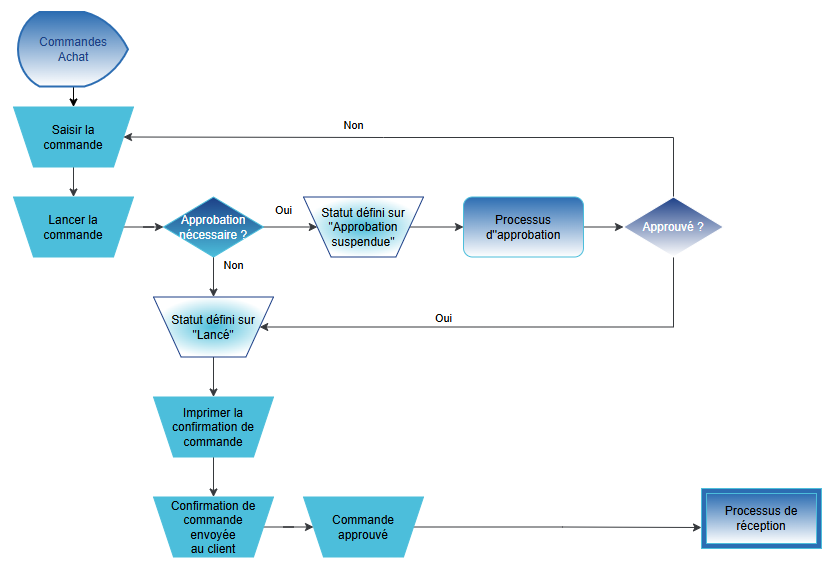 Commandes
Achat
Saisir la
commande
Non
Lancer la
commande
Approbation
nécessaire ?
Oui
Statut défini sur
"Approbation
suspendue"
Processus
d"approbation
Approuvé ?
Non
Statut défini sur
"Lancé"
Oui
Imprimer la
confirmation de
commande
Confirmation de
commande
envoyée
au client
Commande
approuvé
Processus de
réception